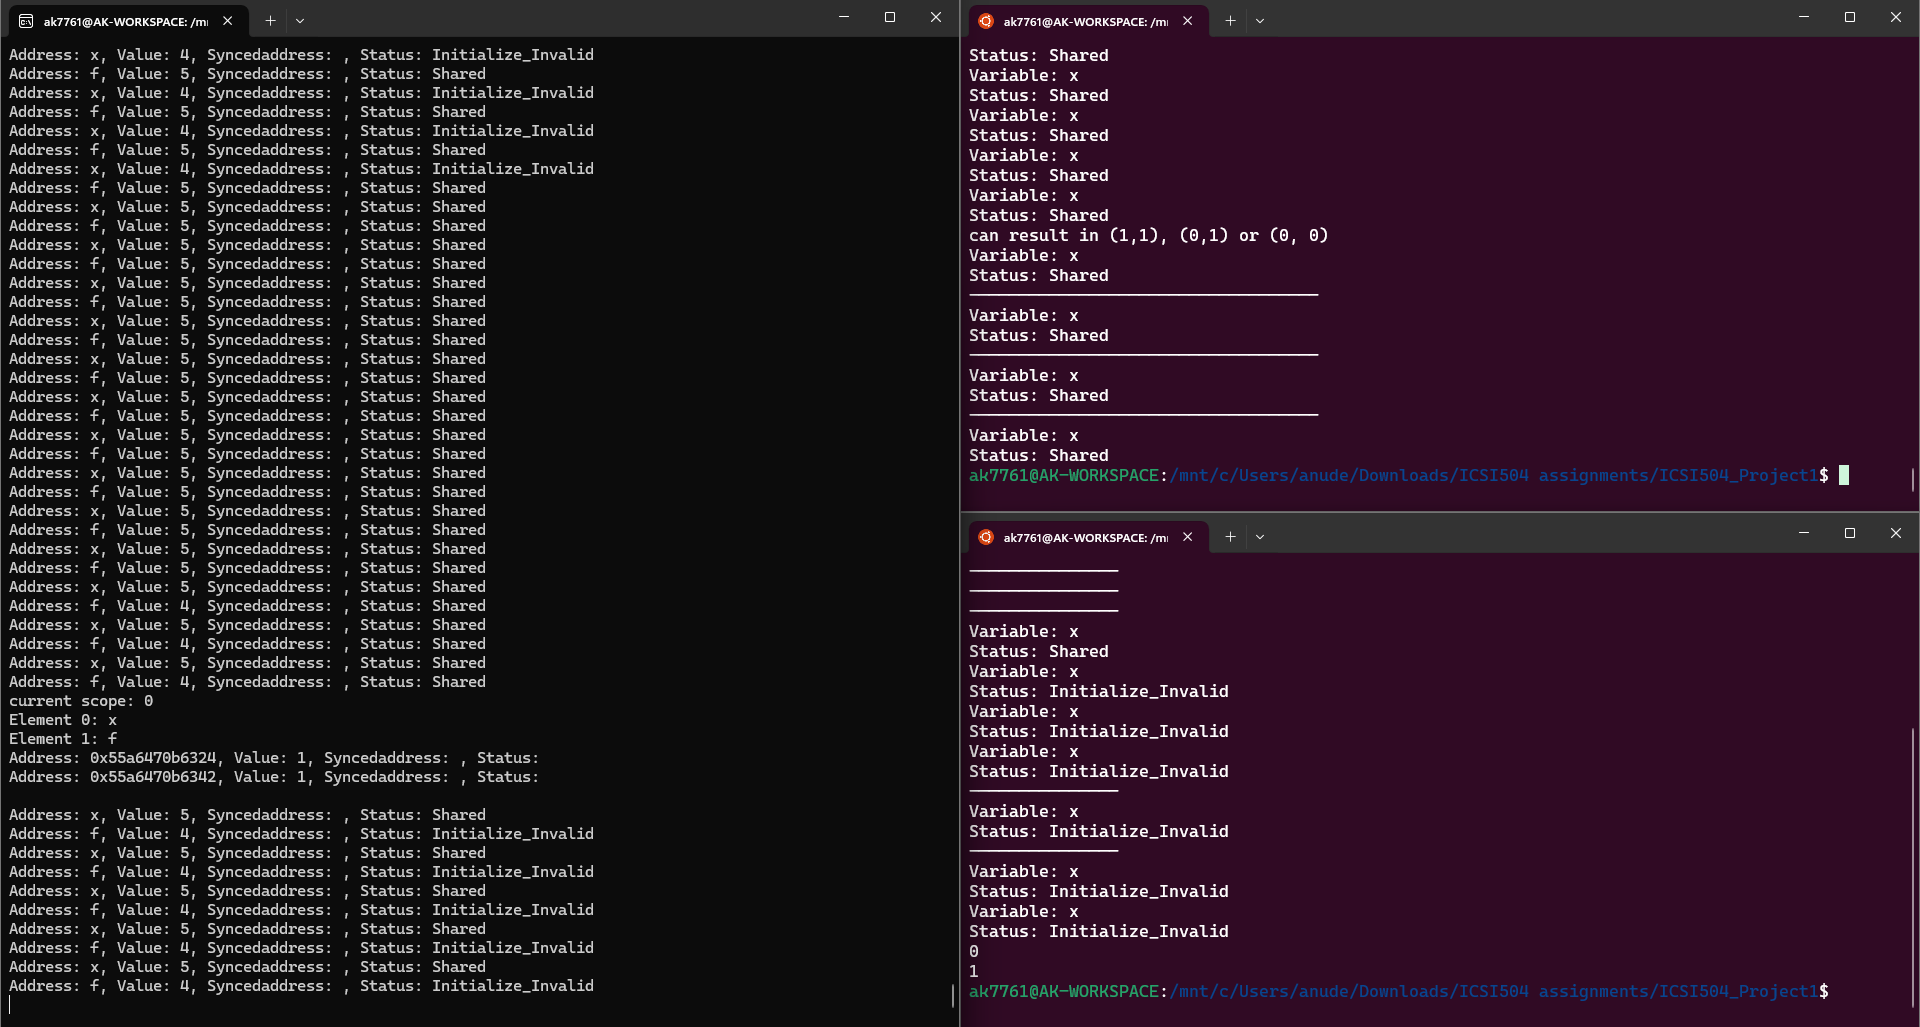 ak7761@AK-WORKSPACE: /m
Address: x, Value: 4, Syncedaddress: , Status: Initialize_Invalid
Address: f, Value: 5, Syncedaddress: , Status: Shared
Address: x, Value: 4, Syncedaddress: , Status: Initialize_Invalid
Address: f, Value: 5, Syncedaddress: , Status: Shared
Address: x, Value: 4, Syncedaddress: , Status: Initialize_Invalid
Address: f, Value: 5, Syncedaddress: , Status: Shared
Address: x, Value: 4, Syncedaddress: , Status: Initialize_Invalid
Address: f, Value: 5, Syncedaddress: , Status: Shared
Address: x, Value: 5, Syncedaddress: , Status: Shared
Address: f, Value: 5, Syncedaddress: , Status: Shared
Address: x, Value: 5, Syncedaddress: , Status: Shared
Address: f, Value: 5, Syncedaddress: , Status: Shared
Address: x, Value: 5, Syncedaddress: , Status: Shared
Address: f, Value: 5, Syncedaddress: , Status: Shared
Address: x, Value: 5, Syncedaddress: , Status: Shared
Address: f, Value: 5, Syncedaddress: , Status: Shared
Address: x, Value: 5, Syncedaddress: , Status: Shared
Address: f, Value: 5, Syncedaddress: , Status: Shared
Address: x, Value: 5, Syncedaddress: , Status: Shared
Address: f, Value: 5, Syncedaddress: , Status: Shared
Address: x, Value: 5, Syncedaddress: , Status: Shared
Address: f, Value: 5, Syncedaddress: , Status: Shared
Address: x, Value: 5, Syncedaddress: , Status: Shared
Address: f, Value: 5, Syncedaddress: , Status: Shared
Address: x, Value: 5, Syncedaddress: , Status: Shared
Address: f, Value: 5, Syncedaddress: , Status: Shared
Address: x, Value: 5, Syncedaddress: , Status: Shared
Address: f, Value: 5, Syncedaddress: , Status: Shared
Address: x, Value: 5, Syncedaddress: , Status: Shared
Address: f, Value: 4, Syncedaddress: , Status: Shared
Address: x, Value: 5, Syncedaddress: , Status: Shared
Address: f, Value: 4, Syncedaddress: , Status: Shared
Address: x, Value: 5, Syncedaddress: , Status: Shared
Address: f, Value: 4, Syncedaddress: , Status: Shared
current scope: 0
Element 0: x
Element 1: f
Address: 0x55a6470b6324, Value: 1, Syncedaddress: , Status:
Address: 0x55a6470b6342, Value: 1, Syncedaddress: , Status:
Address: x, Value: 5, Syncedaddress: , Status: Shared
Address: f, Value: 4, Syncedaddress: , Status: Initialize_Invalid
Address: x, Value: 5, Syncedaddress: , Status: Shared
Address: f, Value: 4, Syncedaddress: , Status: Initialize_Invalid
Address: x, Value: 5, Syncedaddress: , Status: Shared
Address: f, Value: 4, Syncedaddress: , Status: Initialize_Invalid
Address: x, Value: 5, Syncedaddress: , Status: Shared
Address: f, Value: 4, Syncedaddress: , Status: Initialize_Invalid
Address: x, Value: 5, Syncedaddress: , Status: Shared
Address: f, Value: 4, Syncedaddress: , Status: Initialize_Invalid
ak7761@AK-WORKSPACE: /m
Status: Shared
Variable: x
Status: Shared
Variable: x
Status: Shared
Variable: x
Status: Shared
Variable: x
Status: Shared
can result in (1,1), (0,1) or (0, 0)
Variable: x
Status: Shared
Variable: x
Status: Shared
Variable: x
Status: Shared
Variable: x
Status: Shared
ak7761@AK-WORKSPACE:/mnt/c/Users/anude/Downloads/ICSI504 assignments/ICSI504_Project1$
ak7761@AK-WORKSPACE: /m
Variable: x
Status: Shared
Variable: x
Status: Initialize_Invalid
Variable: x
Status: Initialize_Invalid
Variable: x
Status: Initialize_Invalid
Variable: x
Status: Initialize_Invalid
Variable: x
Status: Initialize_Invalid
Variable: x
Status: Initialize_Invalid
0
1
ak7761@AK-WORKSPACE:/mnt/c/Users/anude/Downloads/ICSI504 assignments/ICSI504_Project1$